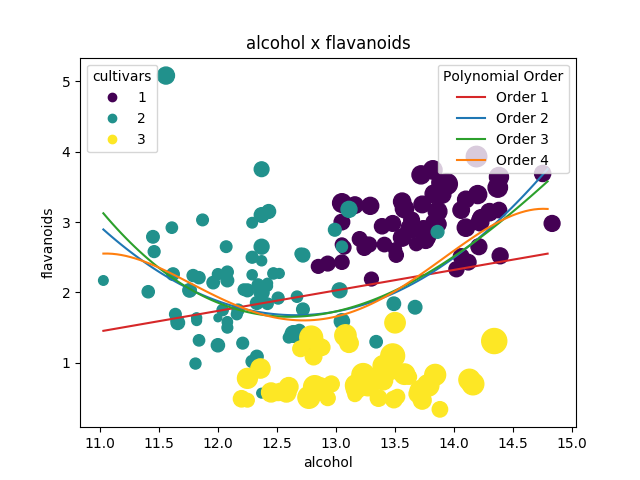 alcohol x flavanoids
cultivars
1
2
3
Polynomial Order
Order 1
Order 2
Order 3
Order 4
5
4
3
2
1
flavanoids
11.0 11.5 12.0 12.5 13.0 13.5 14.0 14.5 15.0
alcohol